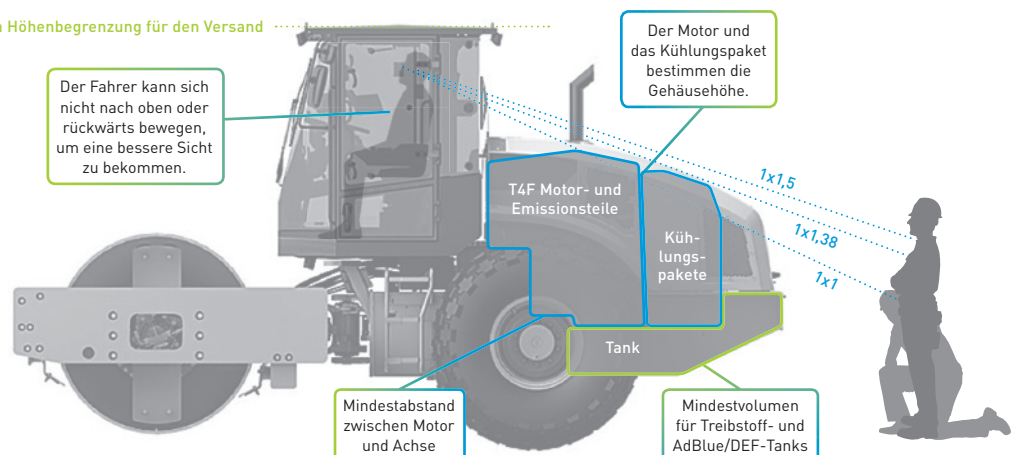 Höhenbegrenzung für den Versand
Der Fahrer kann sich
nicht nach oben oder
rückwärts bewegen,
um eine bessere Sicht
zu bekommen.
Der Motor und
das Kühlungspaket
bestimmen die
Gehäusehöhe.
T4F Motor- und
Emissionsteile
Küh-
lungs-
pakete
1x1,5
1x1,38
1x1
Tank
Mindestabstand
zwischen Motor
und Achse
Mindestvolumen
für Treibstoff- und
AdBlue/DEF-Tanks